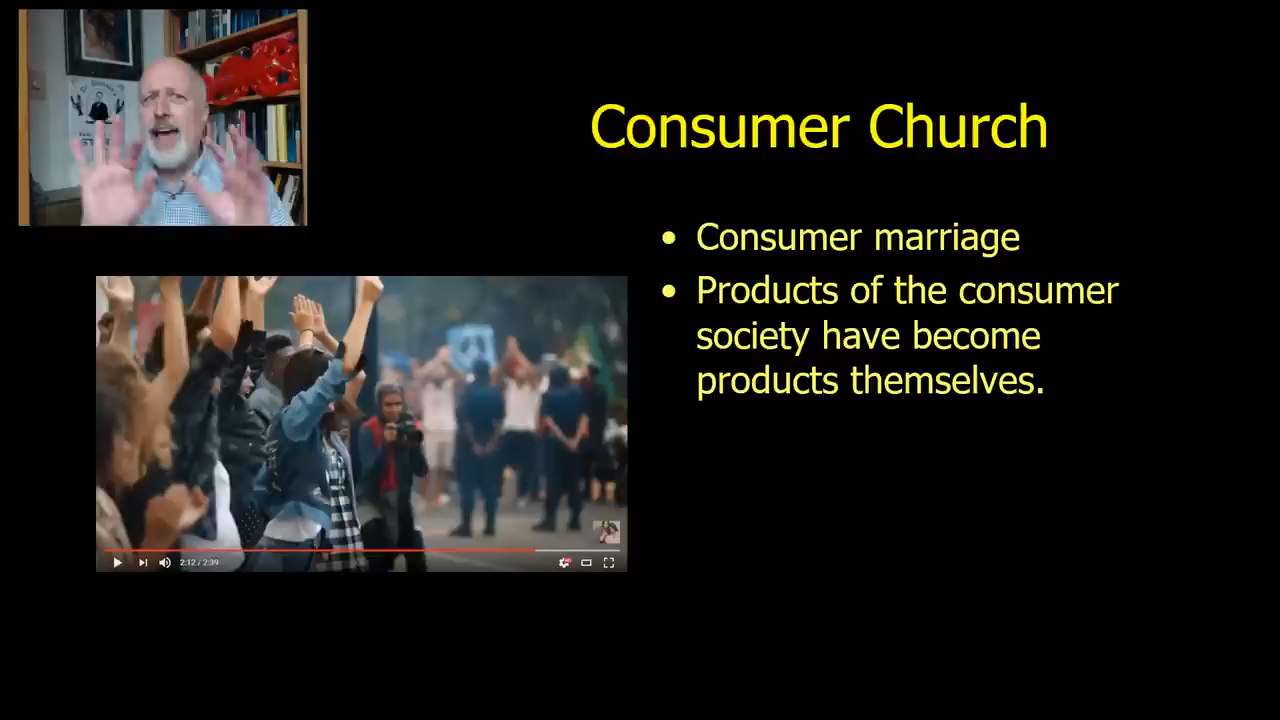 Consumer Church
• Consumer marriage
• Products of the consumer
society have become
products themselves.
2:12 / 2:39